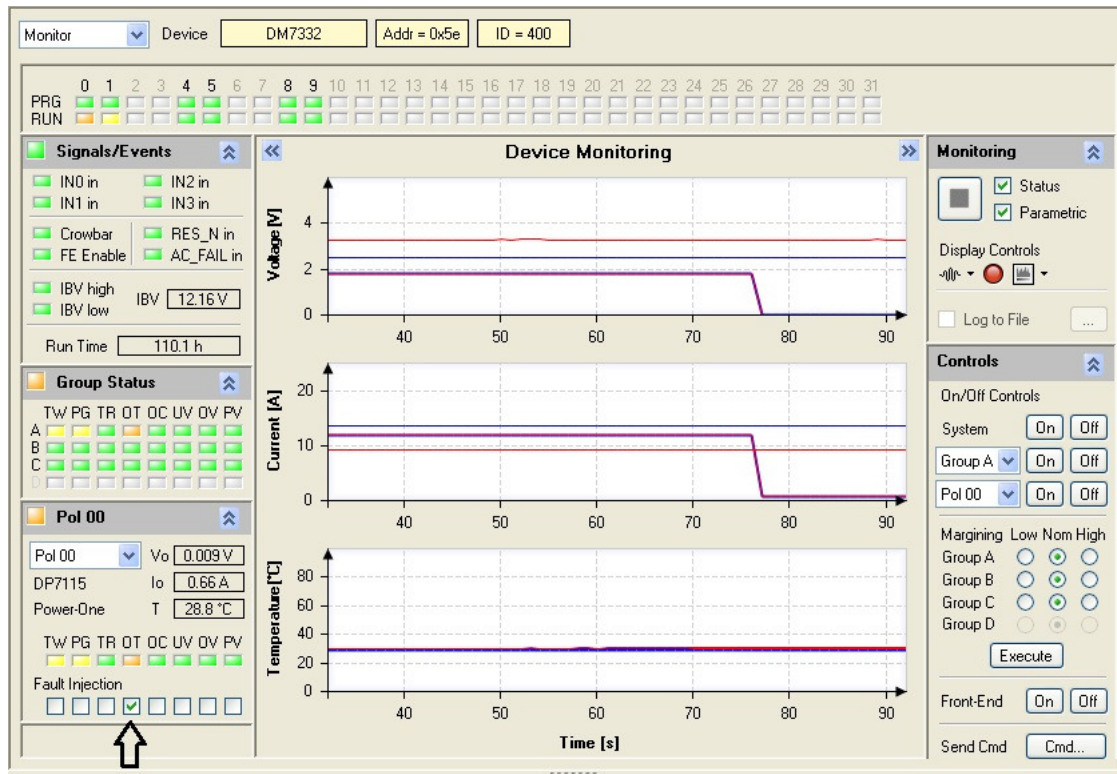 Monitor Device DM7332 Addr = 0x5e ID = 400
0 1 2 3 4 5 6 7 8 9 10 11 12 13 14 15 16 17 18 19 20 21 22 23 24 25 26 27 28 29 30 31
PRG
RUN
Signals/Events
IN0 in IN2 in
IN1 in IN3 in
Crowbar RES_N in
FE Enable AC_FAIL in
IBV high
IBV low
IBV 12.16 V
Run Time 110.1 h
Group Status
TW PG TR OT OC UV OV PV
A
B
C
D
Pol 00
Pol 00 Vo 0.009 V
DP7115 Io 0.66 A
Power-One T 28.8 °C
TW PG TR OT OC UV OV PV
Fault Injection
Device Monitoring
Voltage [V]
4
2
0
40 50 60 70 80 90
Current [A]
20
10
0
40 50 60 70 80 90
Temperature[°C]
80
60
40
20
0
40 50 60 70 80 90
Time [s]
Monitoring
Status
Parametric
Display Controls
Log to File ...
Controls
On/Off Controls
System On Off
Group A On Off
Pol 00 On Off
Margining Low Nom High
Group A
Group B
Group C
Group D
Execute
Front-End On Off
Send Cmd Cmd...